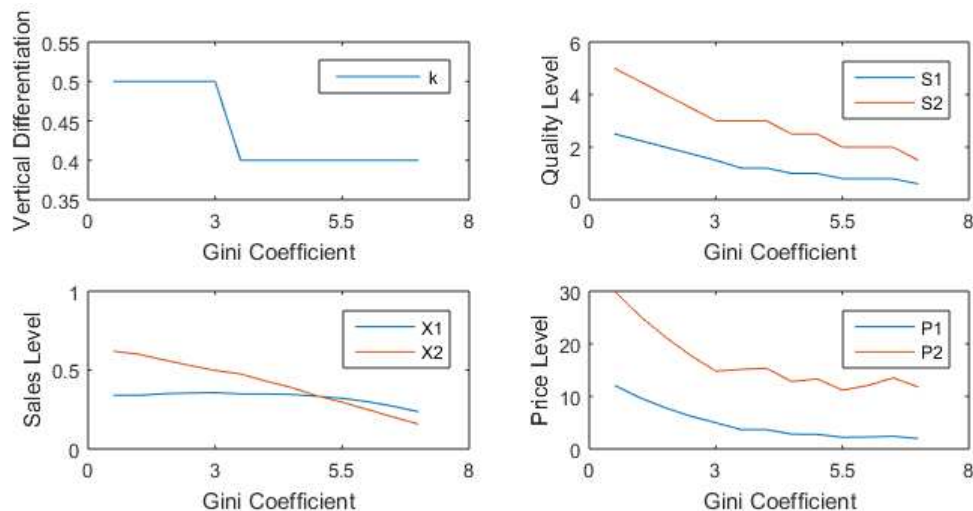 Vertical Differentiation
0.55
0.5
0.45
0.4
0.35
k
0
3
5.5
8
Gini Coefficient
Quality Level
6
4
2
0
S1
S2
0
3
5.5
8
Gini Coefficient
Sales Level
1
0.5
0
X1
X2
0
3
5.5
8
Gini Coefficient
Price Level
30
20
10
0
P1
P2
0
3
5.5
8
Gini Coefficient